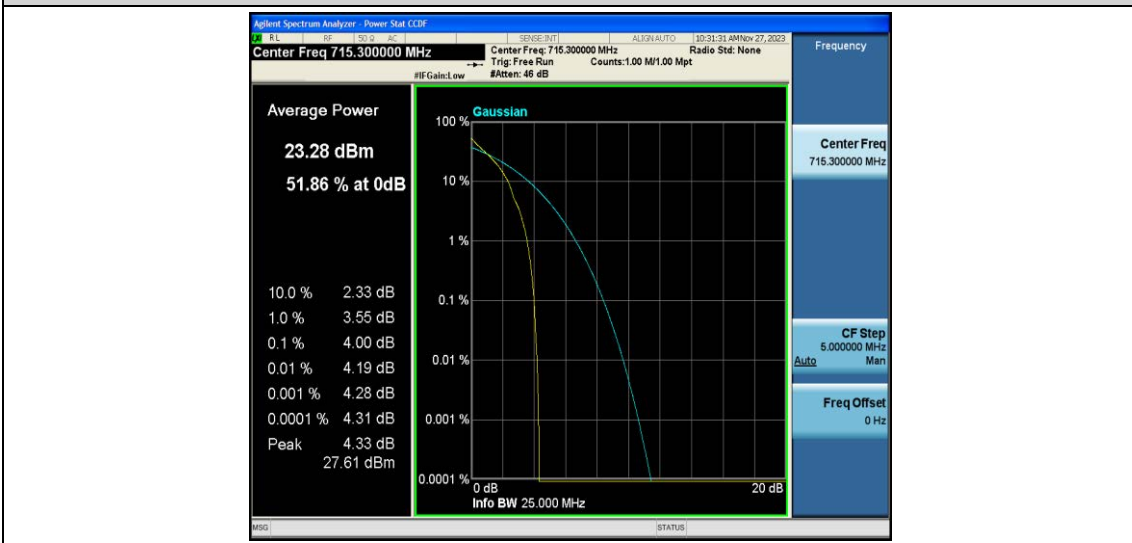 Agilent Spectrum Analyzer - Power Stat CCDF
RL RF 50 Ω AC SENSE:INT ALIGN AUTO 10:31:31 AM Nov 27, 2023
Center Freq 715.300000 MHz
Center Freq: 715.300000 MHz Radio Std: None
Trig: Free Run Counts:1.00 M/1.00 Mpt
#IFGain:Low #Atten: 46 dB
Frequency
Average Power
23.28 dBm
51.86 % at 0dB
10.0 % 2.33 dB
1.0 % 3.55 dB
0.1 % 4.00 dB
0.01 % 4.19 dB
0.001 % 4.28 dB
0.0001 % 4.31 dB
Peak 4.33 dB
27.61 dBm
Gaussian
100 %
10 %
1 %
0.1 %
0.01 %
0.001 %
0.0001 %
0 dB 20 dB
Info BW 25.000 MHz
Center Freq
715.300000 MHz
CF Step
5.000000 MHz
Auto Man
Freq Offset
0 Hz
MSG STATUS